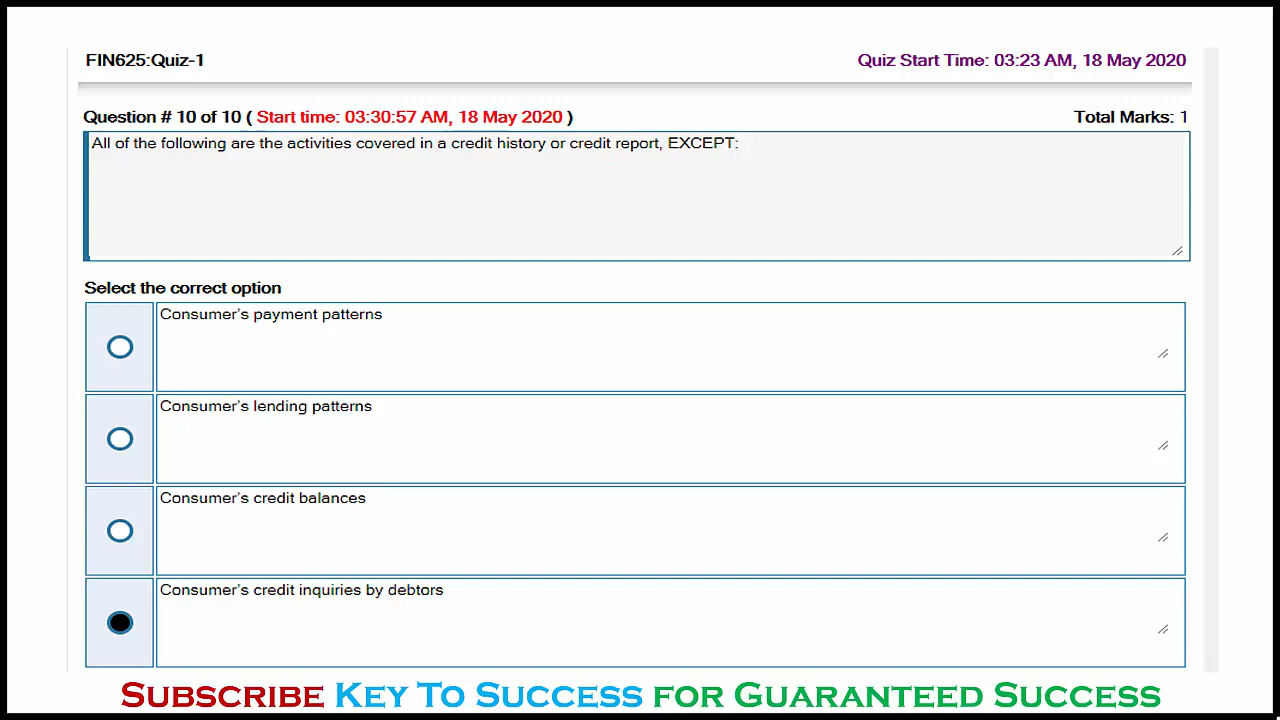 FIN625:Quiz-1
Quiz Start Time: 03:23 AM, 18 May 2020
Question # 10 of 10 ( Start time: 03:30:57 AM, 18 May 2020 )
Total Marks: 1
All of the following are the activities covered in a credit history or credit report, EXCEPT:
Select the correct option
Consumer's payment patterns
Consumer's lending patterns
Consumer's credit balances
Consumer's credit inquiries by debtors
SUBSCRIBE KEY TO SUCCESS FOR GUARANTEED SUCCESS